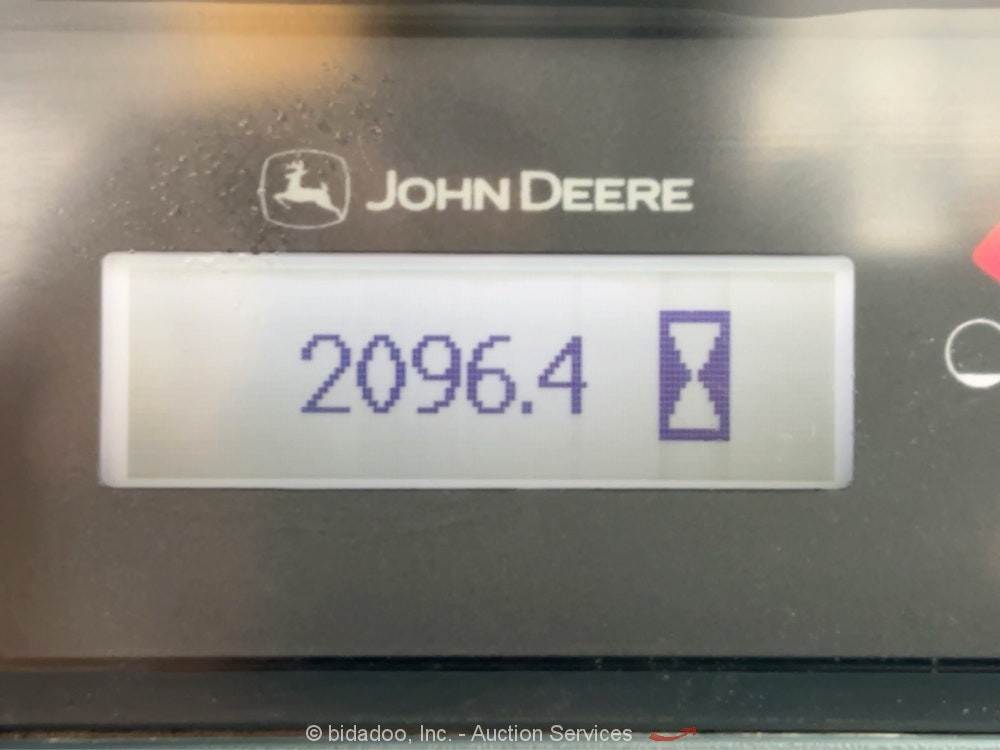 JOHN DEERE
2096.4
© bidadoo, Inc. - Auction Services